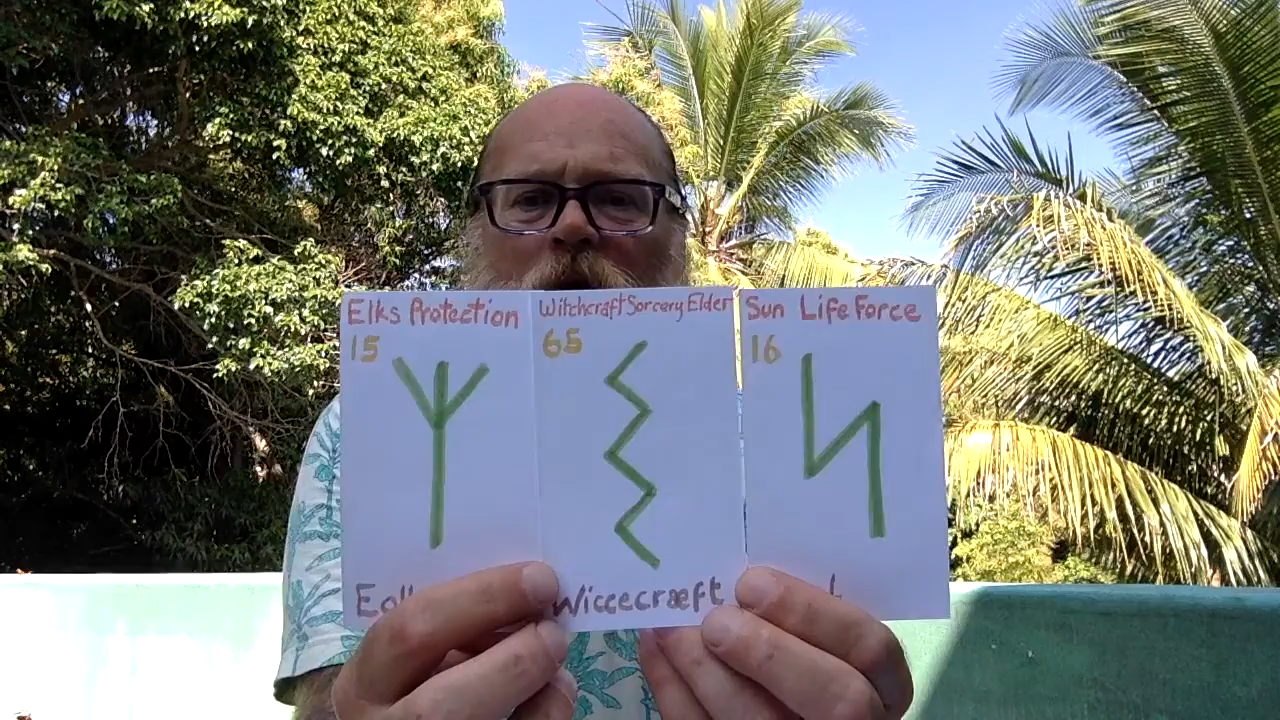 Elks Protection
15
Witchcraft Sorcery Elder
65
Wiccecræft
Sun Life Force
16